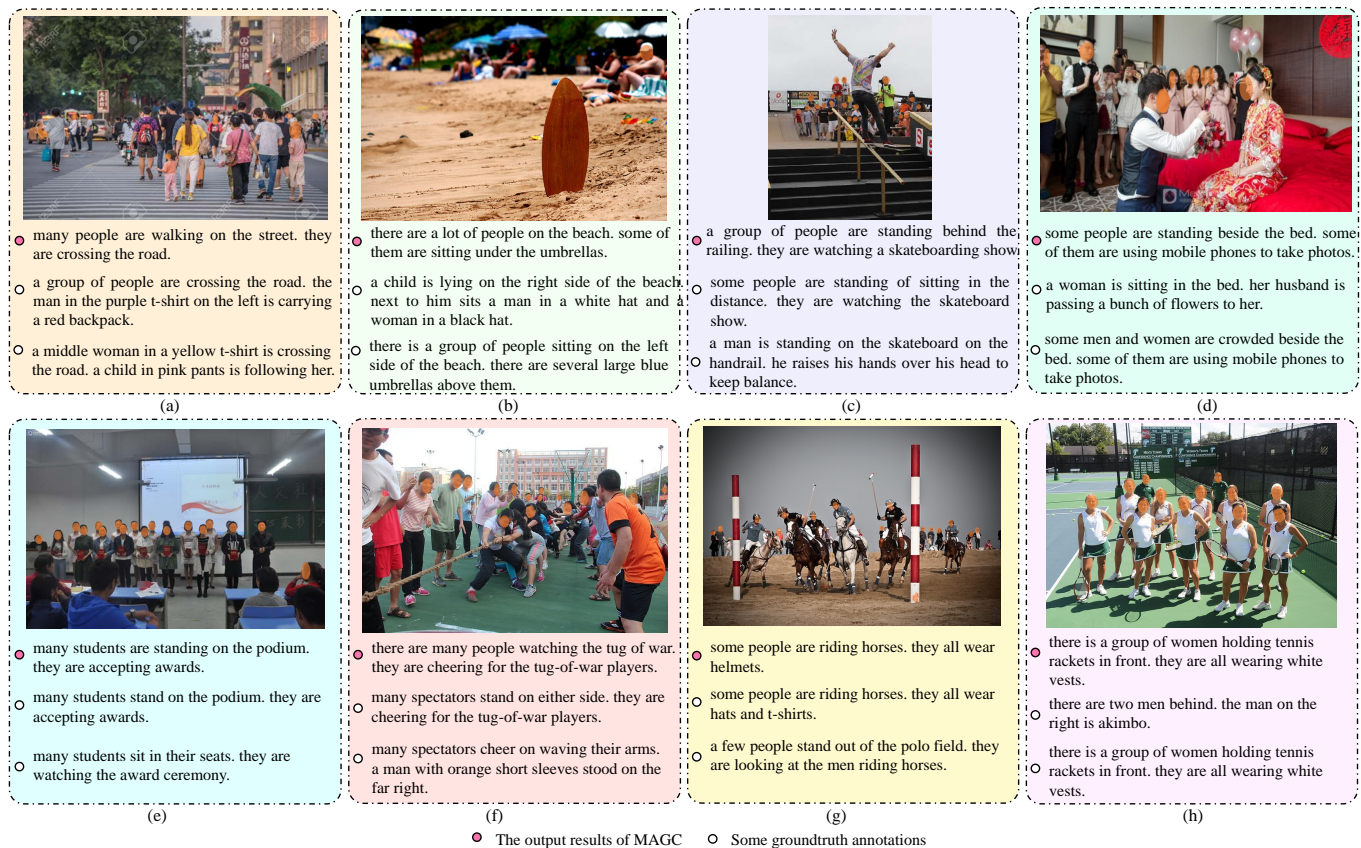 many people are walking on the street. they
are crossing the road.
a group of people are crossing the road. the
man in the purple t-shirt on the left is carrying
a red backpack.
a middle woman in a yellow t-shirt is crossing
the road. a child in pink pants is following her.
(a)
there are a lot of people on the beach. some of
them are sitting under the umbrellas.
a child is lying on the right side of the beach.
next to him sits a man in a white hat and a
woman in a black hat.
there is a group of people sitting on the left
side of the beach. there are several large blue
umbrellas above them.
(b)
a group of people are standing behind the
railing. they are watching a skateboarding show
some people are standing of sitting in the
distance. they are watching the skateboard
show.
a man is standing on the skateboard on the
handrail. he raises his hands over his head to
keep balance.
(c)
some people are standing beside the bed. some
of them are using mobile phones to take photos.
a woman is sitting in the bed. her husband is
passing a bunch of flowers to her.
some men and women are crowded beside the
bed. some of them are using mobile phones to
take photos.
(d)
many students are standing on the podium.
they are accepting awards.
many students stand on the podium. they are
accepting awards.
many students sit in their seats. they are
watching the award ceremony.
(e)
there are many people watching the tug of war.
they are cheering for the tug-of-war players.
many spectators stand on either side. they are
cheering for the tug-of-war players.
many spectators cheer on waving their arms.
a man with orange short sleeves stood on the
far right.
(f)
some people are riding horses. they all wear
helmets.
some people are riding horses. they all wear
hats and t-shirts.
a few people stand out of the polo field. they
are looking at the men riding horses.
(g)
there is a group of women holding tennis
rackets in front. they are all wearing white
vests.
there are two men behind. the man on the
right is akimbo.
there is a group of women holding tennis
rackets in front. they are all wearing white
vests.
(h)
The output results of MAGC
Some groundtruth annotations